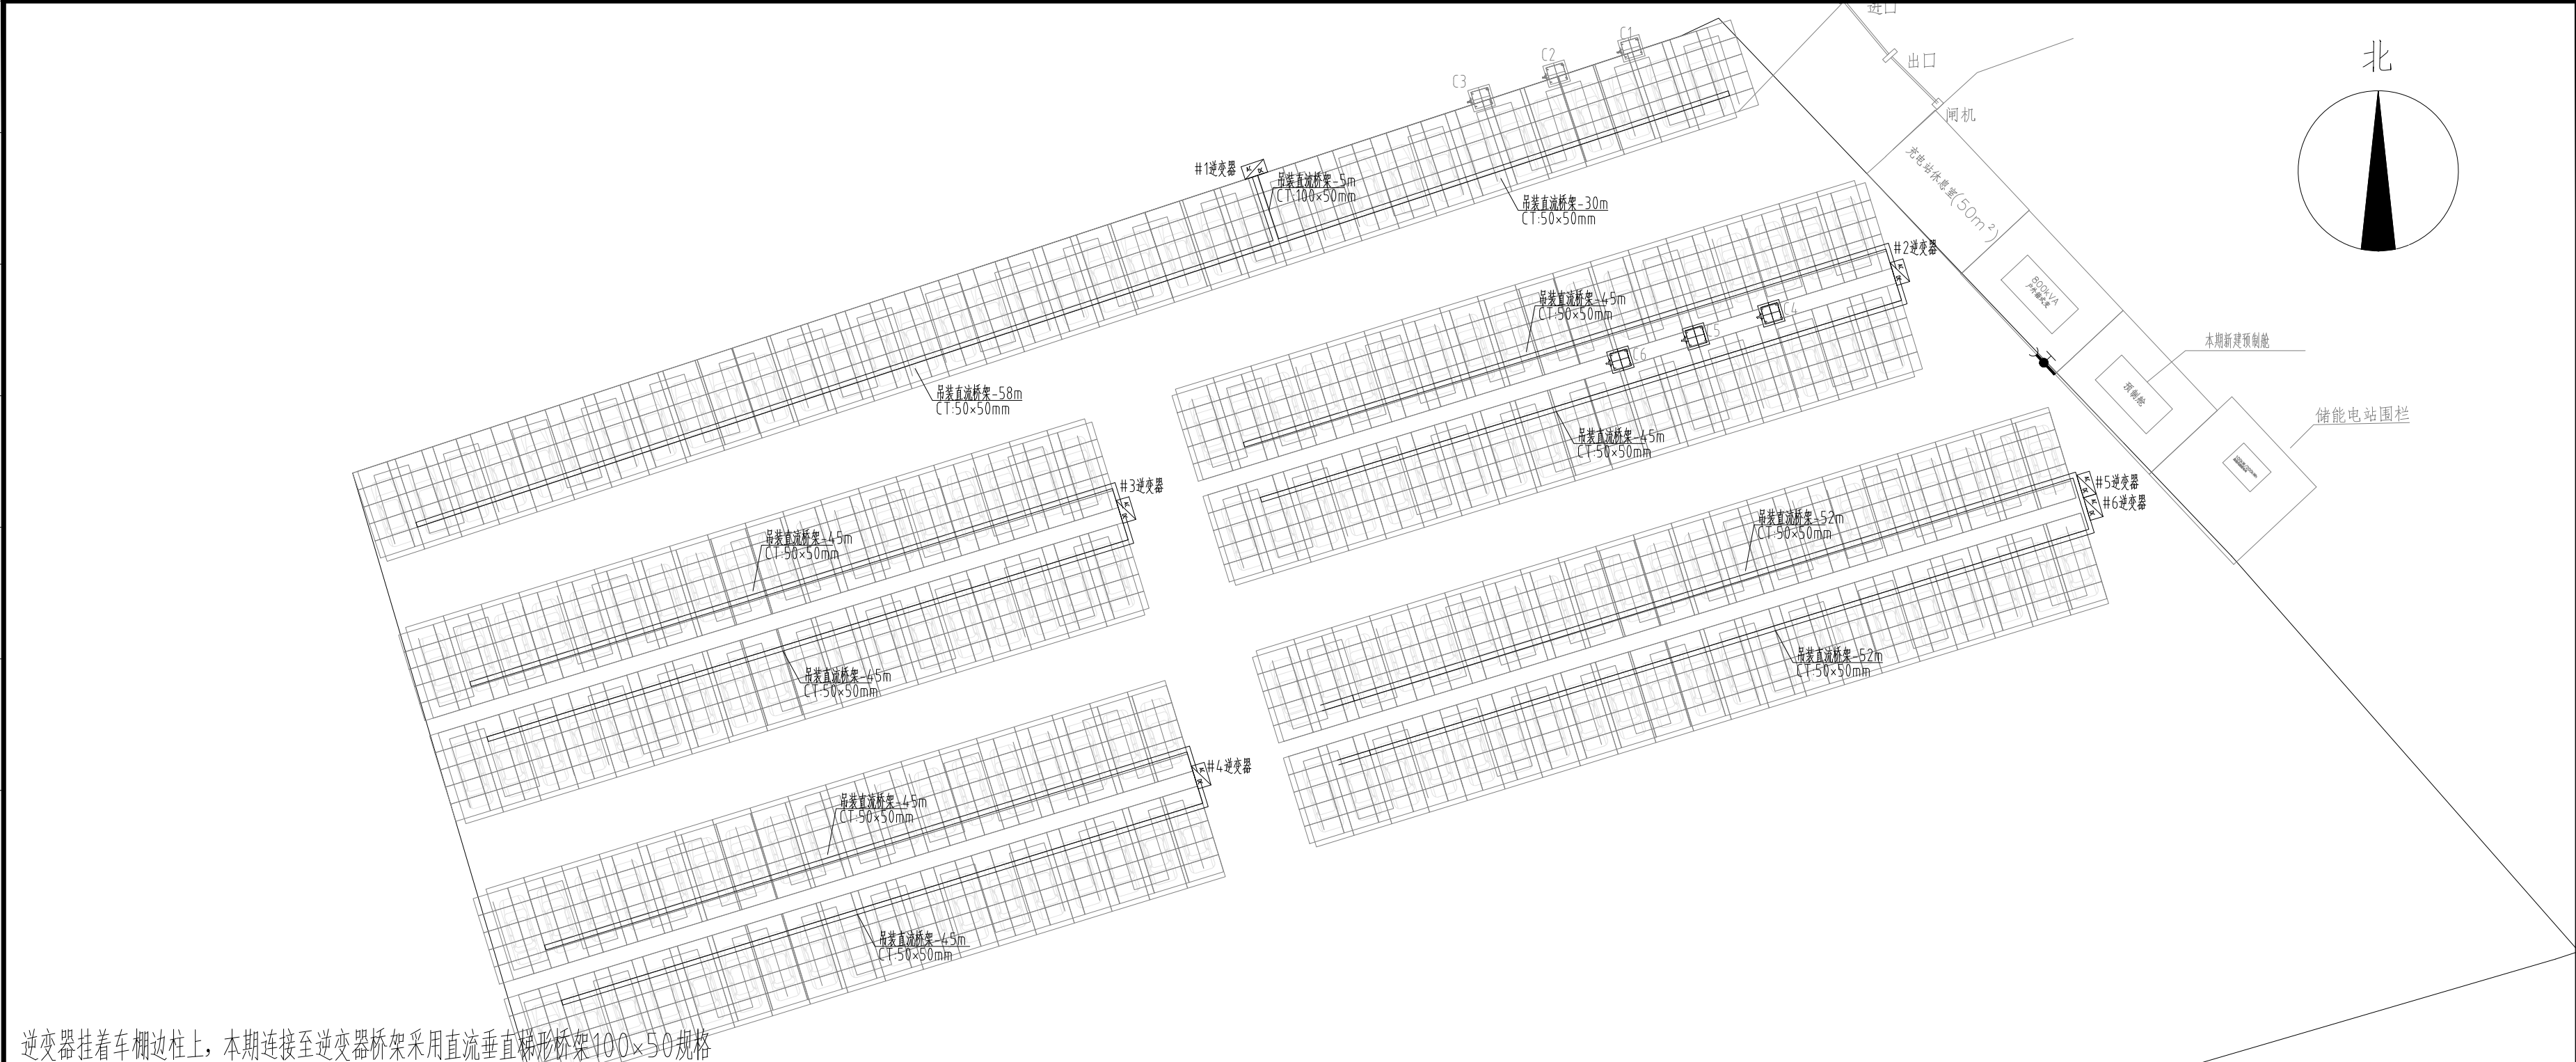 进口
出口
北
闸机
C1
C2
C3
#1逆变器
吊装直流桥架-5m
CT:100×50mm
充电站休息室(50m²)
吊装直流桥架-30m
CT:50×50mm
#2逆变器
800kVA
吊装直流桥架-45m
CT:50×50mm
C4
C5
C6
本期新建预制舱
预制舱
吊装直流桥架-58m
CT:50×50mm
储能电站围栏
吊装直流桥架-45m
CT:50×50mm
#3逆变器
#5逆变器
#6逆变器
吊装直流桥架-52m
CT:50×50mm
吊装直流桥架-45m
CT:50×50mm
吊装直流桥架-52m
CT:50×50mm
吊装直流桥架-45m
CT:50×50mm
#4逆变器
吊装直流桥架-45m
CT:50×50mm
吊装直流桥架-45m
CT:50×50mm
逆变器挂着车棚边柱上，本期连接至逆变器桥架采用直流垂直梯形桥架100×50规格